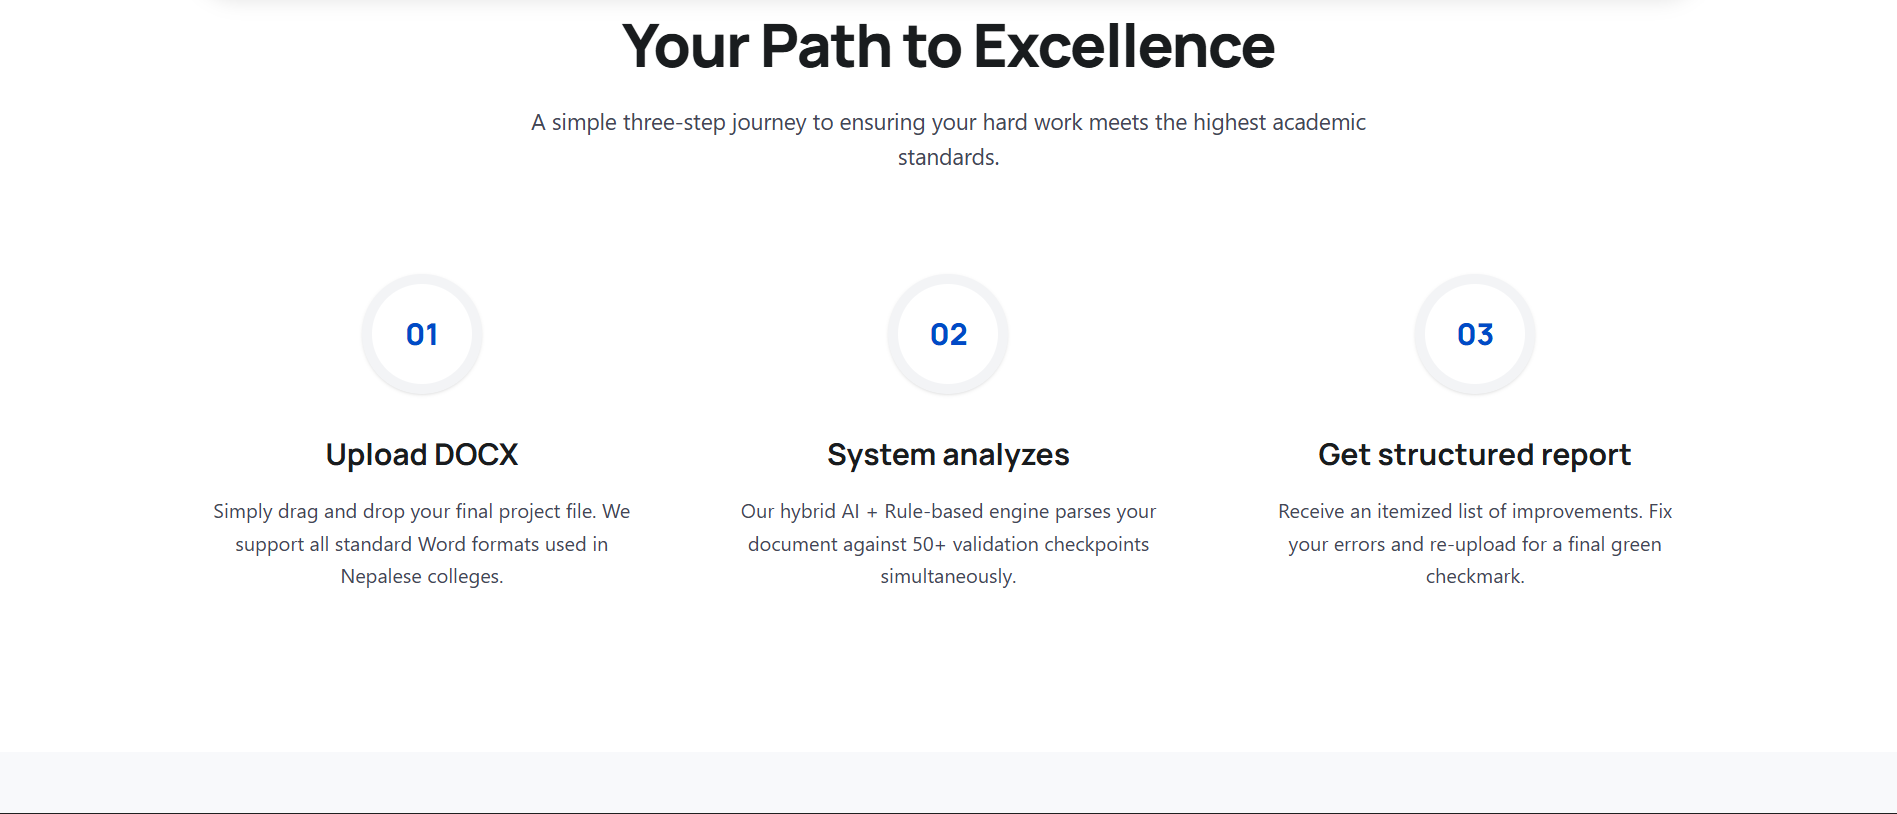 Your Path to Excellence
A simple three-step journey to ensuring your hard work meets the highest academic
standards.
01
02
03
Upload DOCX
Simply drag and drop your final project file. We
support all standard Word formats used in
Nepalese colleges.
System analyzes
Our hybrid AI + Rule-based engine parses your
document against 50+ validation checkpoints
simultaneously.
Get structured report
Receive an itemized list of improvements. Fix
your errors and re-upload for a final green
checkmark.